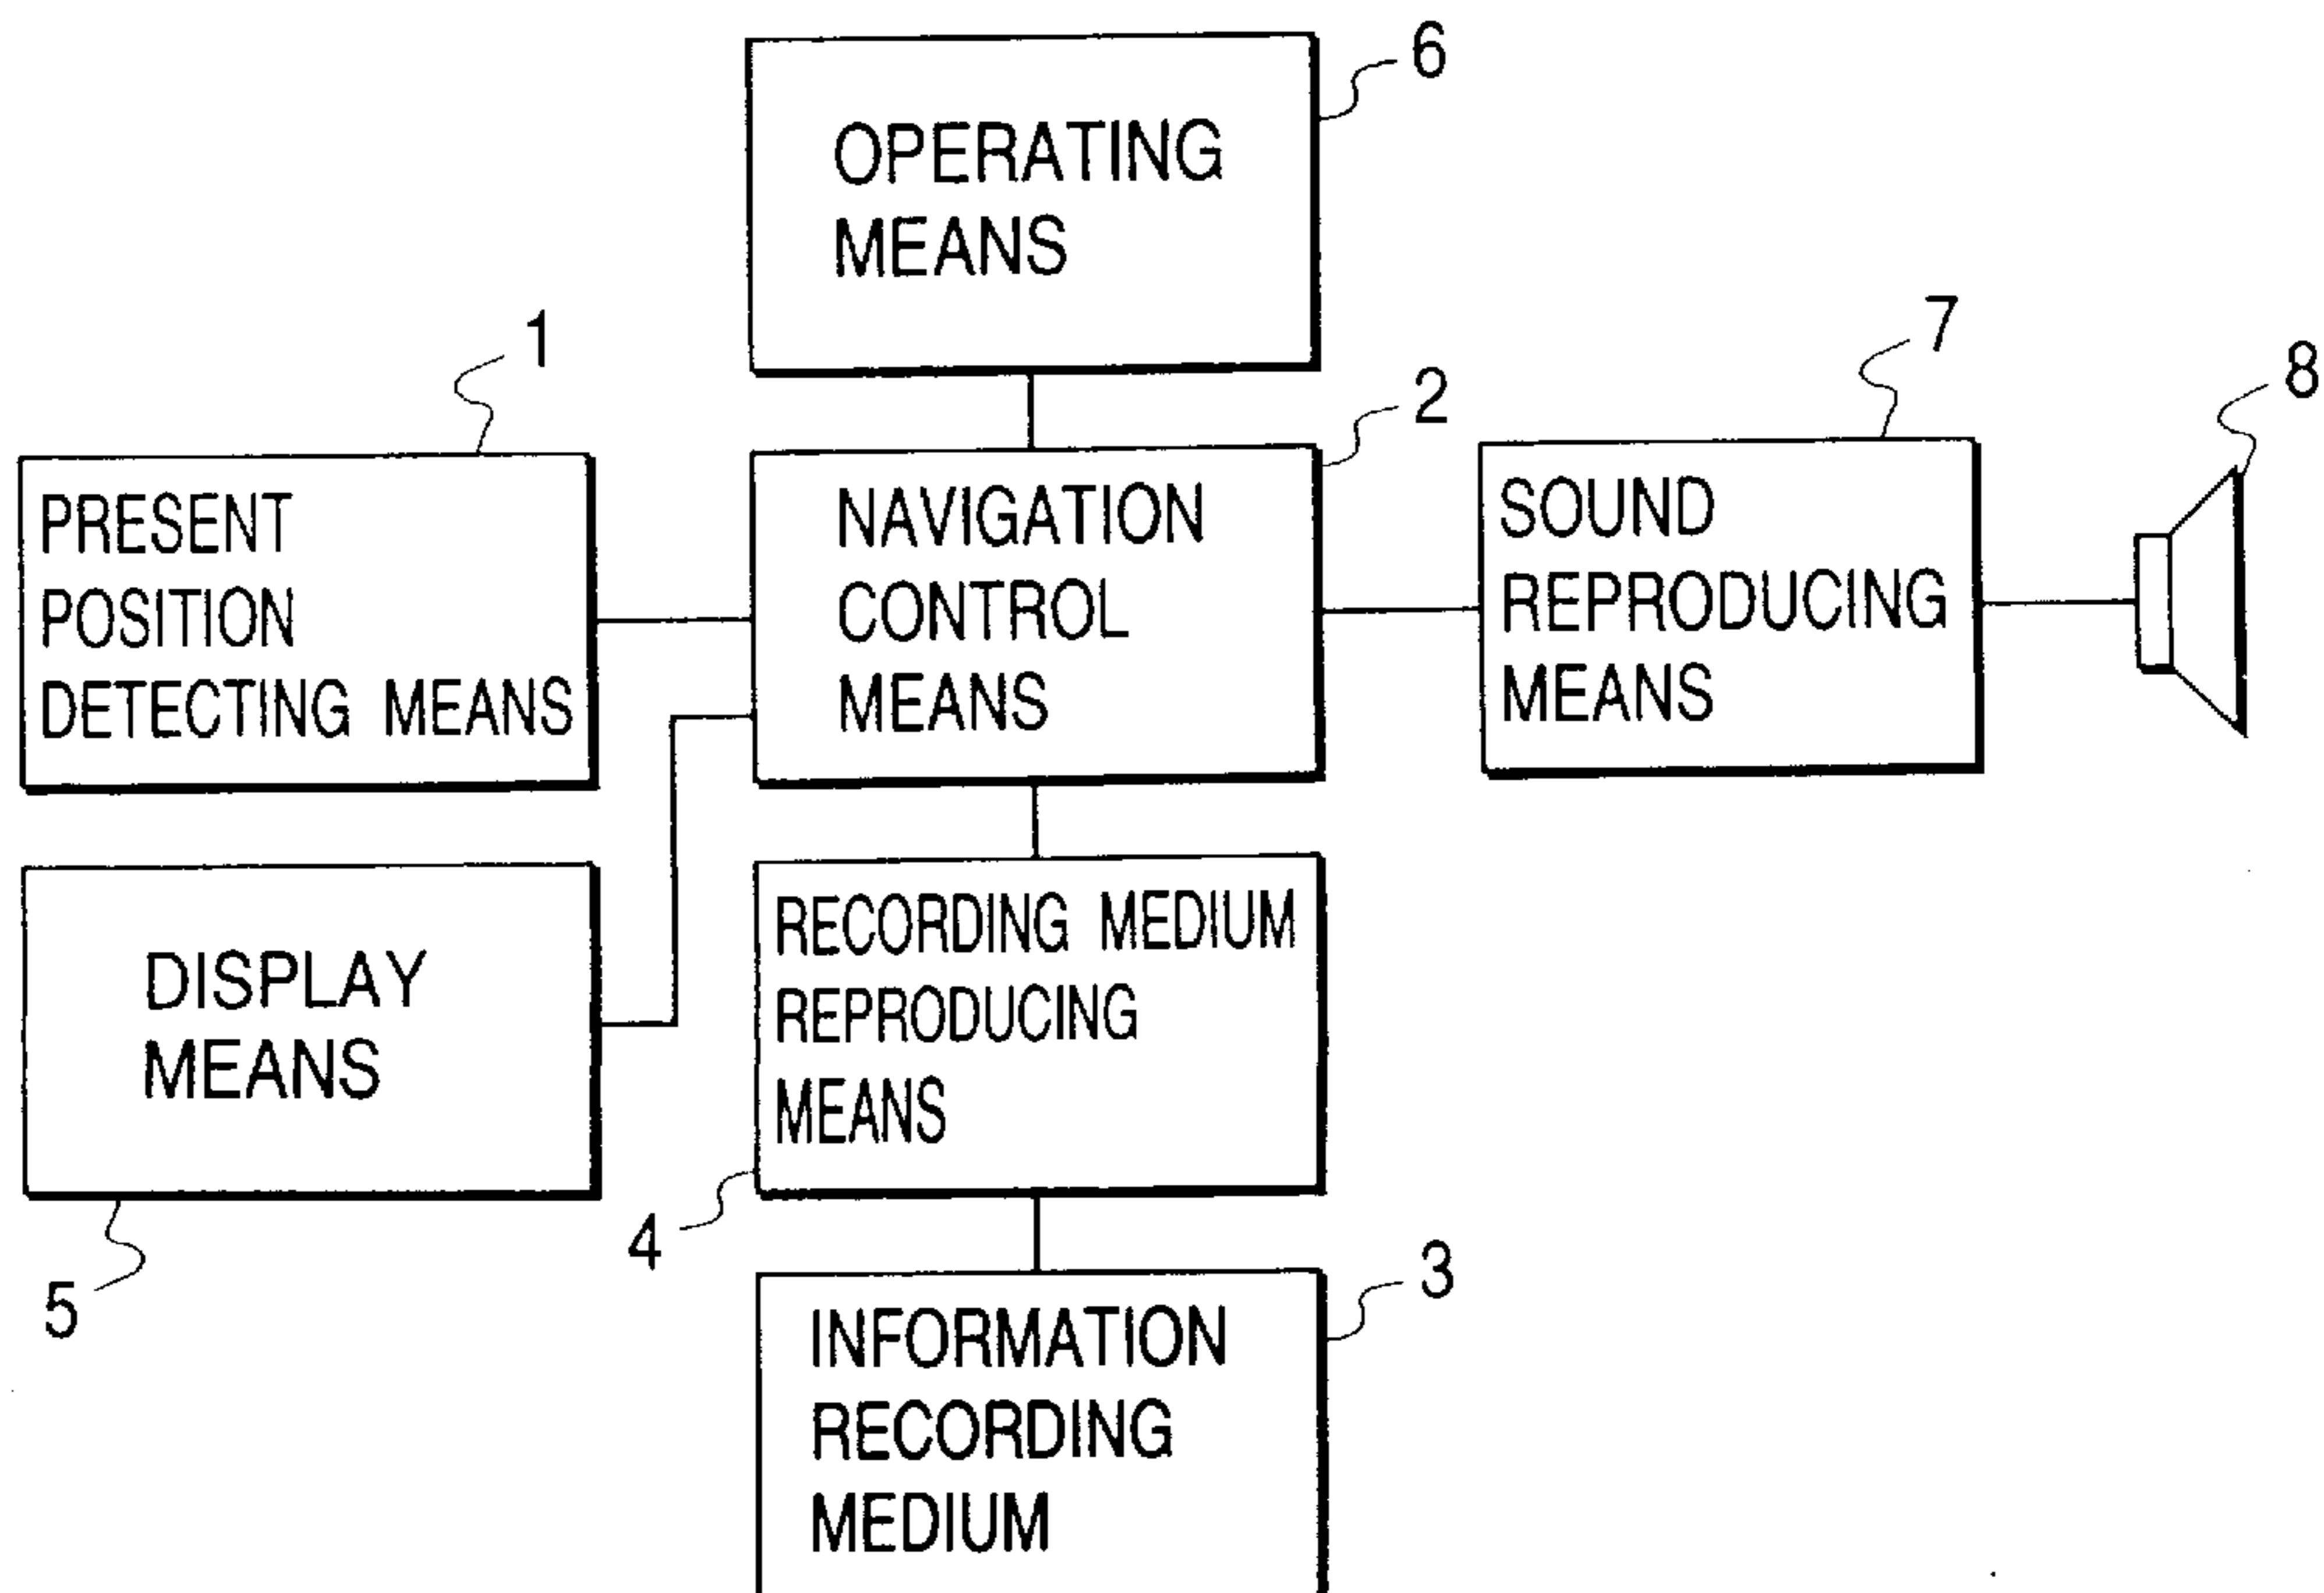 6
OPERATING
MEANS
1
PRESENT
POSITION
DETECTING MEANS
2
NAVIGATION
CONTROL
MEANS
7
SOUND
REPRODUCING
MEANS
8
DISPLAY
MEANS
5
RECORDING MEDIUM
REPRODUCING
MEANS
4
3
INFORMATION
RECORDING
MEDIUM